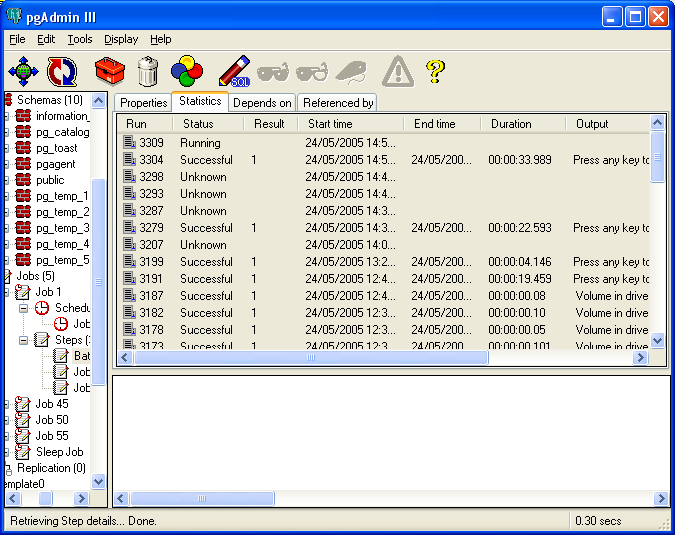 pgAdmin III
File Edit Tools Display Help
SQL
Schemas (10)
information_
pg_catalog
pg_toast
pgagent
public
pg_temp_1
pg_temp_2
pg_temp_3
pg_temp_4
pg_temp_5
Jobs (5)
Job 1
Schedu
Job
Steps (
Bat
Job
Job
Job 45
Job 50
Job 55
Sleep Job
Replication (0)
emplate0
Properties Statistics Depends on Referenced by
Run Status Result Start time End time Duration Output
3309 Running 24/05/2005 14:5...
3304 Successful 1 24/05/2005 14:5... 24/05/200... 00:00:33.989 Press any key to
3298 Unknown 24/05/2005 14:4...
3293 Unknown 24/05/2005 14:4...
3287 Unknown 24/05/2005 14:3...
3279 Successful 1 24/05/2005 14:3... 24/05/200... 00:00:22.593 Press any key to
3207 Unknown 24/05/2005 14:0...
3199 Successful 1 24/05/2005 13:2... 24/05/200... 00:00:04.146 Press any key to
3191 Successful 1 24/05/2005 12:4... 24/05/200... 00:00:19.459 Press any key to
3187 Successful 1 24/05/2005 12:4... 24/05/200... 00:00:00.08 Volume in drive
3182 Successful 1 24/05/2005 12:3... 24/05/200... 00:00:00.10 Volume in drive
3178 Successful 1 24/05/2005 12:3... 24/05/200... 00:00:00.05 Volume in drive
3173 Successful 1 24/05/2005 12:3... 24/05/200... 00:00:00.101 Volume in drive
Retrieving Step details... Done. 0.30 secs